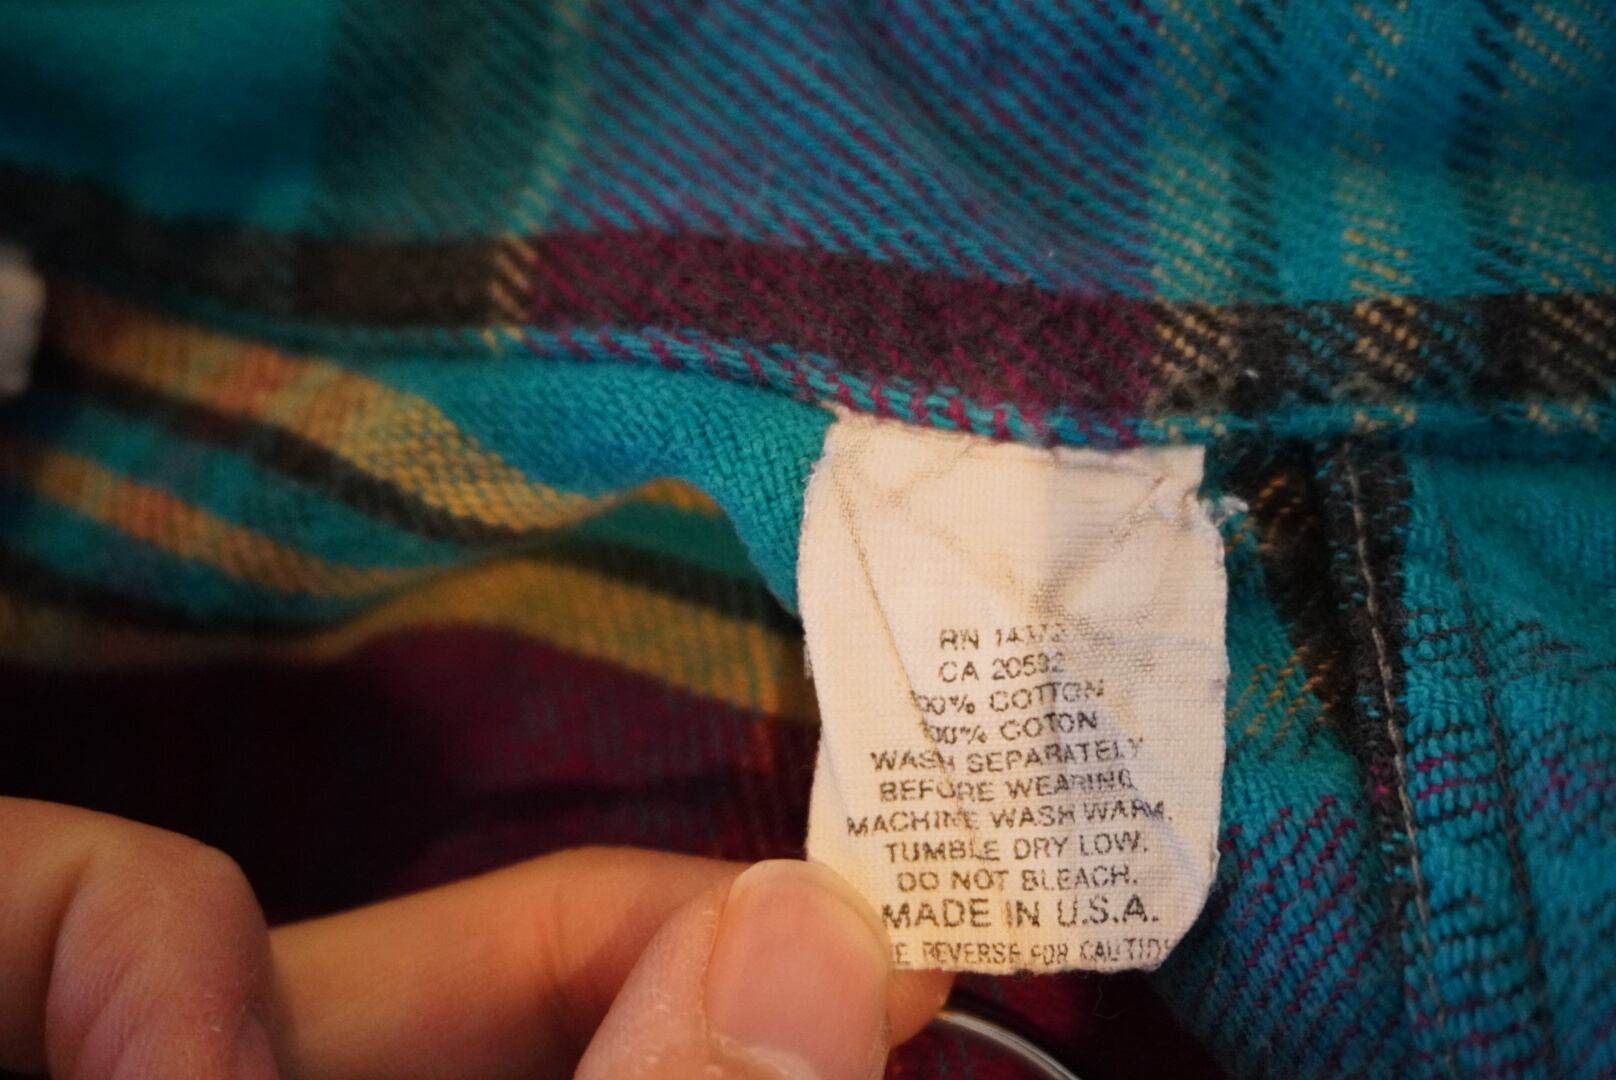 RN
CA 20592
00% COTTON
00% COTON
WASH SEPARATELY
BEFORE WEARING
MACHINE WASH WARM.
TUMBLE DRY LOW.
DO NOT BLEACH.
MADE IN U.S.A.
E REVERSE FOR CAUTION